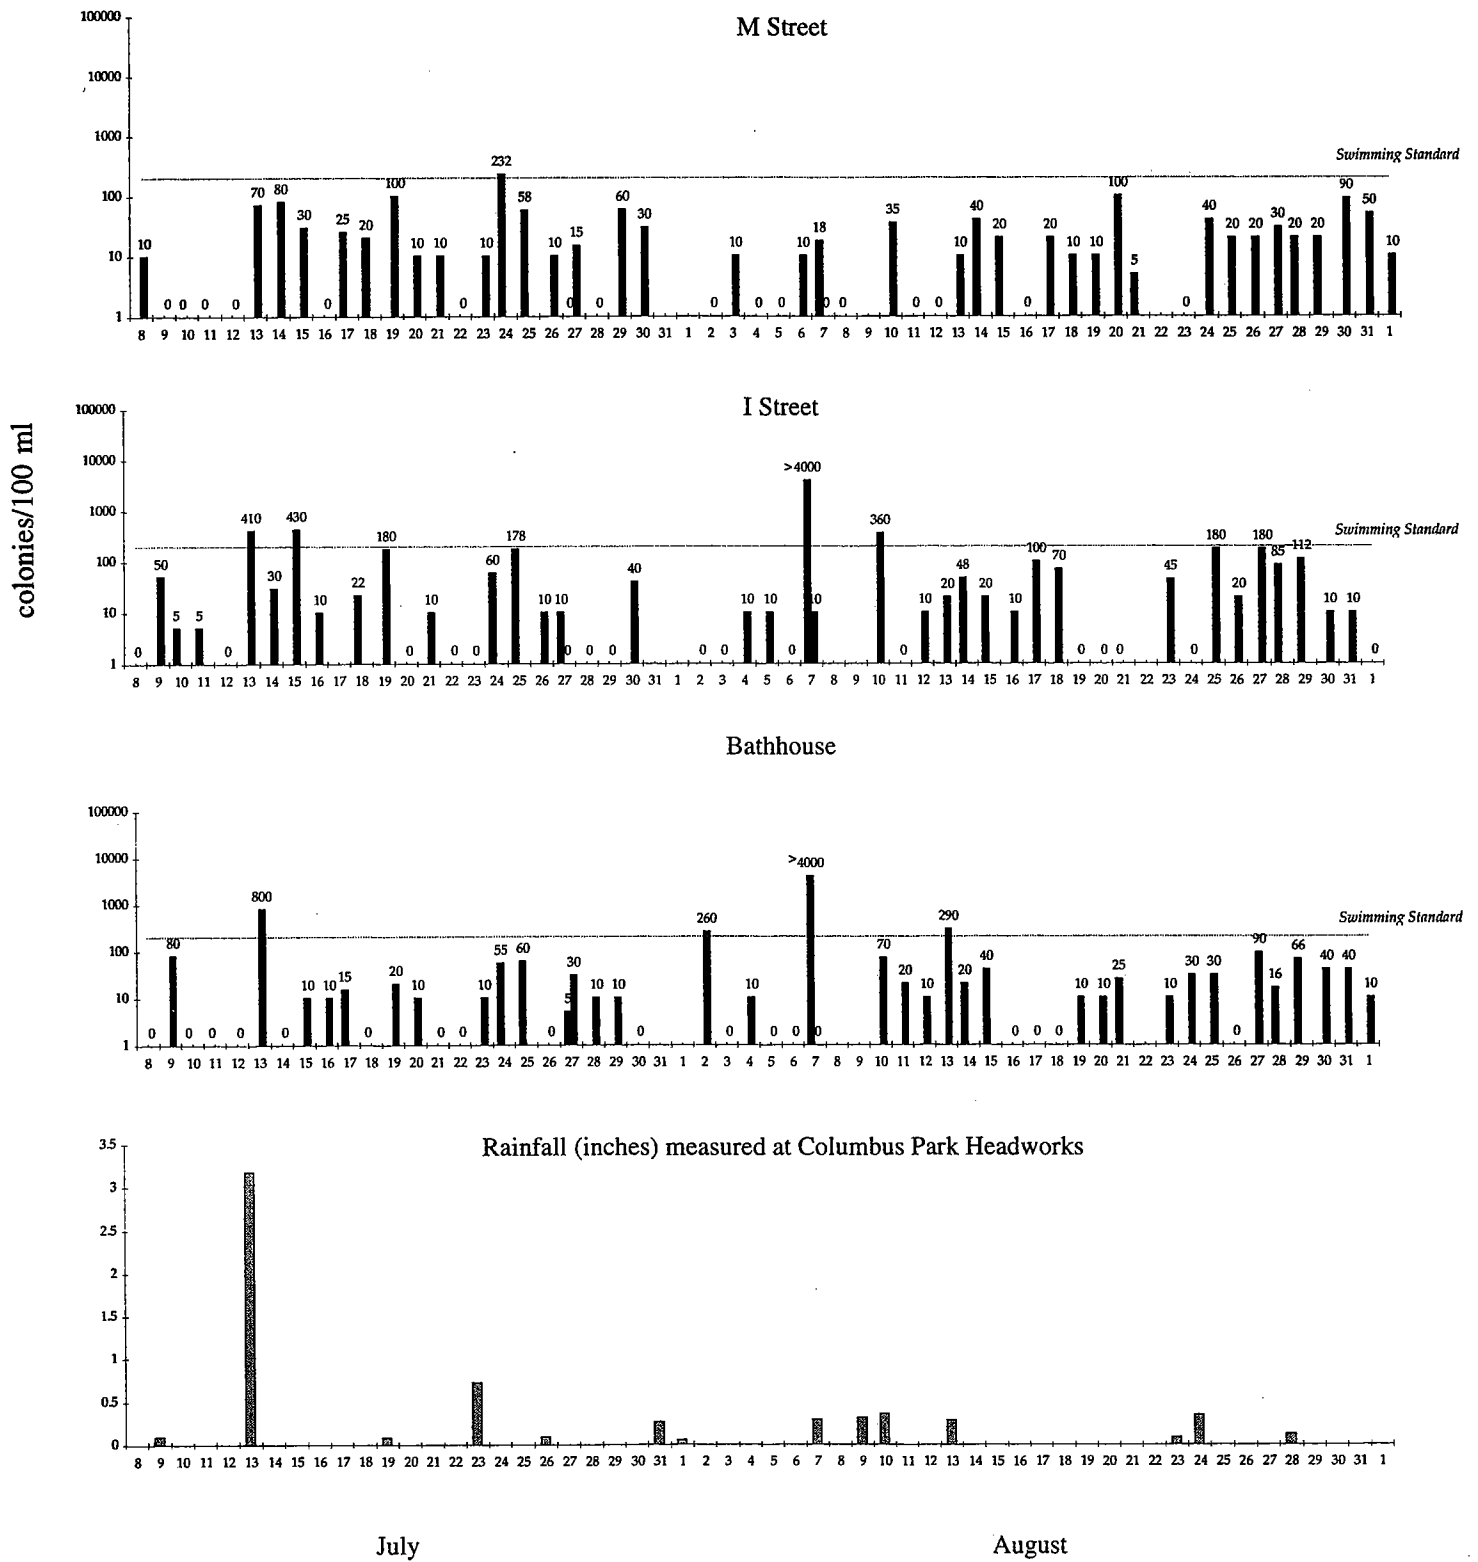 M Street
100000
10000
1000
100
10
1
Swimming Standard
10 0 0 0 0 70 80 30 0 25 20 100 10 10 0 10 232 58 10 0 15 0 60 30 0 10 0 0 10 18 0 0 35 0 0 10 40 20 0 20 10 10 100 5 0 40 20 20 30 20 20 90 50 10
8 9 10 11 12 13 14 15 16 17 18 19 20 21 22 23 24 25 26 27 28 29 30 31 1 2 3 4 5 6 7 8 9 10 11 12 13 14 15 16 17 18 19 20 21 22 23 24 25 26 27 28 29 30 31 1
colonies/100 ml
I Street
100000
10000
1000
100
10
1
Swimming Standard
0 50 5 5 0 410 30 430 10 22 180 0 10 0 0 60 178 10 10 0 0 0 40 0 0 10 10 0 >4000 10 360 0 10 20 48 20 10 100 70 0 0 0 45 0 180 20 180 85 112 10 10 0
8 9 10 11 12 13 14 15 16 17 18 19 20 21 22 23 24 25 26 27 28 29 30 31 1 2 3 4 5 6 7 8 9 10 11 12 13 14 15 16 17 18 19 20 21 22 23 24 25 26 27 28 29 30 31 1
Bathhouse
100000
10000
1000
100
10
1
Swimming Standard
0 80 0 0 0 800 0 10 10 15 0 20 10 0 0 10 55 60 0 5 30 10 10 0 260 0 10 0 0 >4000 0 70 20 10 290 20 40 0 0 0 10 10 25 10 30 30 0 90 16 66 40 40 10
8 9 10 11 12 13 14 15 16 17 18 19 20 21 22 23 24 25 26 27 28 29 30 31 1 2 3 4 5 6 7 8 9 10 11 12 13 14 15 16 17 18 19 20 21 22 23 24 25 26 27 28 29 30 31 1
Rainfall (inches) measured at Columbus Park Headworks
3.5
3
2.5
2
1.5
1
0.5
0
8 9 10 11 12 13 14 15 16 17 18 19 20 21 22 23 24 25 26 27 28 29 30 31 1 2 3 4 5 6 7 8 9 10 11 12 13 14 15 16 17 18 19 20 21 22 23 24 25 26 27 28 29 30 31 1
July August